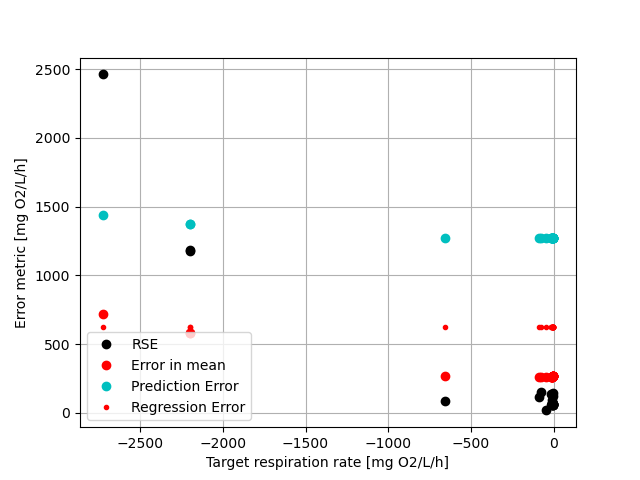 2500
2000
1500
1000
500
0
Error metric [mg O2/L/h]
RSE
Error in mean
Prediction Error
Regression Error
−2500 −2000 −1500 −1000 −500 0
Target respiration rate [mg O2/L/h]